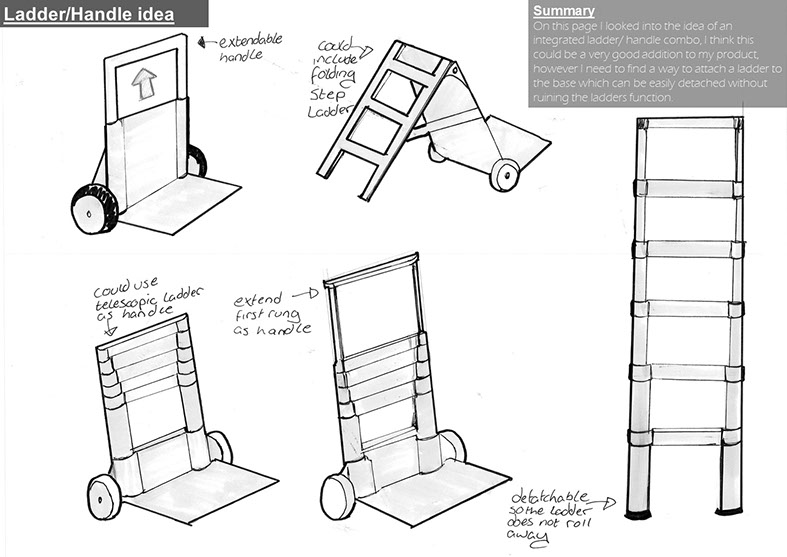 Ladder/Handle idea
extendable
handle
could
include
folding
step
Ladder
Summary
On this page I looked into the idea of an
integrated ladder/ handle combo, I think this
could be a very good addition to my product,
however I need to find a way to attach a ladder to
the base which can be easily detached without
ruining the ladders function.
could use
telescopic ladder
as handle
extend
first rung
as handle
detatchable
so the ladder
does not roll
away